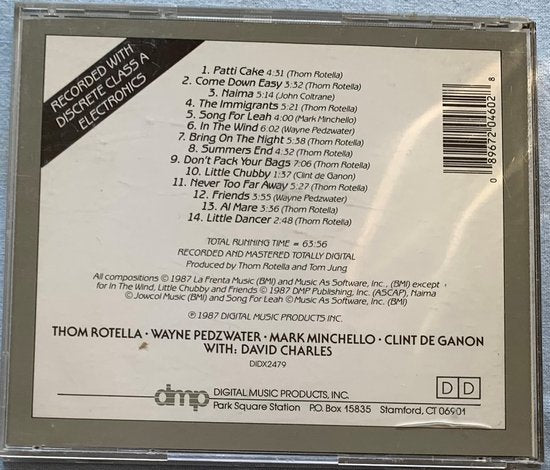 RECORDED WITH
DISCRETE CLASS A
ELECTRONICS
1. Patti Cake 4:31 (Thom Rotella)
2. Come Down Easy 3:32 (Thom Rotella)
3. Naima 5:14 (John Coltrane)
4. The Immigrants 5:21 (Thom Rotella)
5. Song For Leah 4:00 (Mark Minchello)
6. In The Wind 6:02 (Wayne Pedzwater)
7. Bring On The Night 5:38 (Thom Rotella)
8. Summers End 4:32 (Thom Rotella)
9. Don't Pack Your Bags 7:06 (Thom Rotella)
10. Little Chubby 1:37 (Clint de Ganon)
11. Never Too Far Away 5:27 (Thom Rotella)
12. Friends 3:55 (Wayne Pedzwater)
13. Al Mare 3:36 (Thom Rotella)
14. Little Dancer 2:48 (Thom Rotella)
TOTAL RUNNING TIME = 63:56
RECORDED AND MASTERED TOTALLY DIGITAL
Produced by Thom Rotella and Tom Jung
All compositions © 1987 La Frenta Music (BMI) and Music As Software, Inc., (BMI) except
for In The Wind, Little Chubby and Friends © 1987 DMP Publishing, Inc. (ASCAP), Naima
© Jowcol Music (BMI) and Song For Leah © Music As Software, Inc. (BMI)
℗ 1987 DIGITAL MUSIC PRODUCTS INC.
THOM ROTELLA · WAYNE PEDZWATER · MARK MINCHELLO · CLINT DE GANON
WITH: DAVID CHARLES
DIDX2479
dmp DIGITAL MUSIC PRODUCTS, INC.
Park Square Station P.O. Box 15835 Stamford, CT 06901
DD
0 89672 04602 8